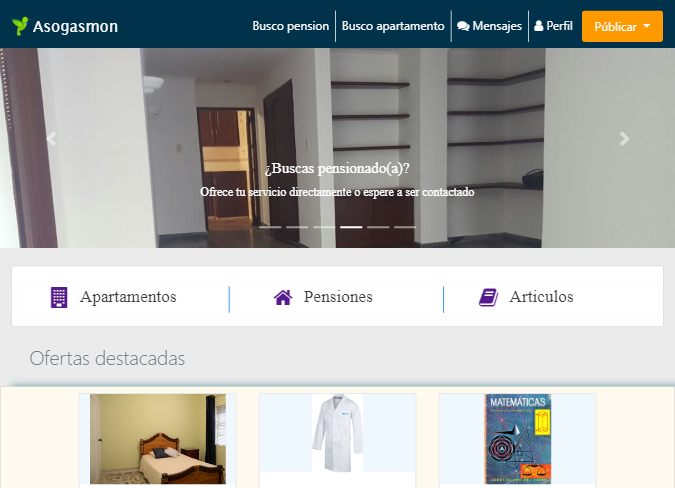 Asogasmon
Busco pension
Busco apartamento
Mensajes
Perfil
Públicar
¿Buscas pensionado(a)?
Ofrece tu servicio directamente o espere a ser contactado
Apartamentos
Pensiones
Articulos
Ofertas destacadas
MATEMÁTICAS